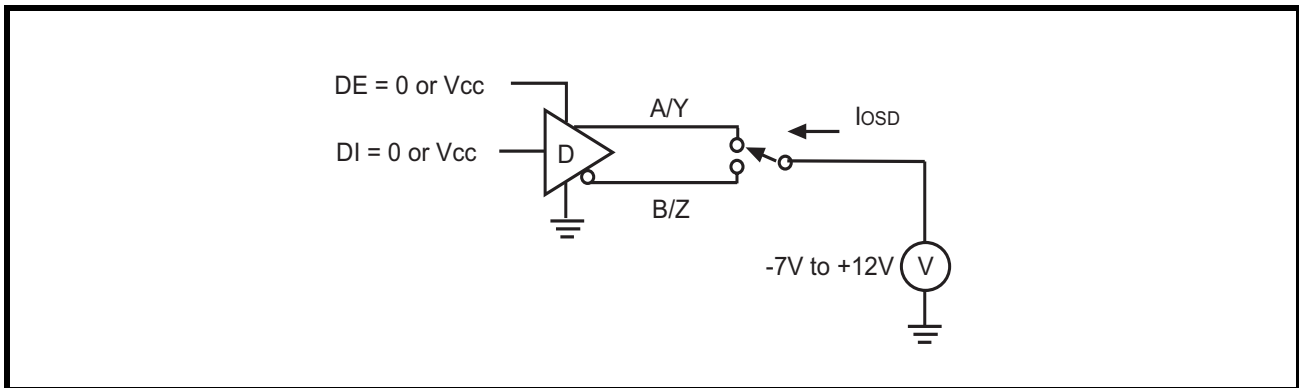 DE = 0 or Vcc
A/Y
IOSD
DI = 0 or Vcc
D
B/Z
-7V to +12V
V